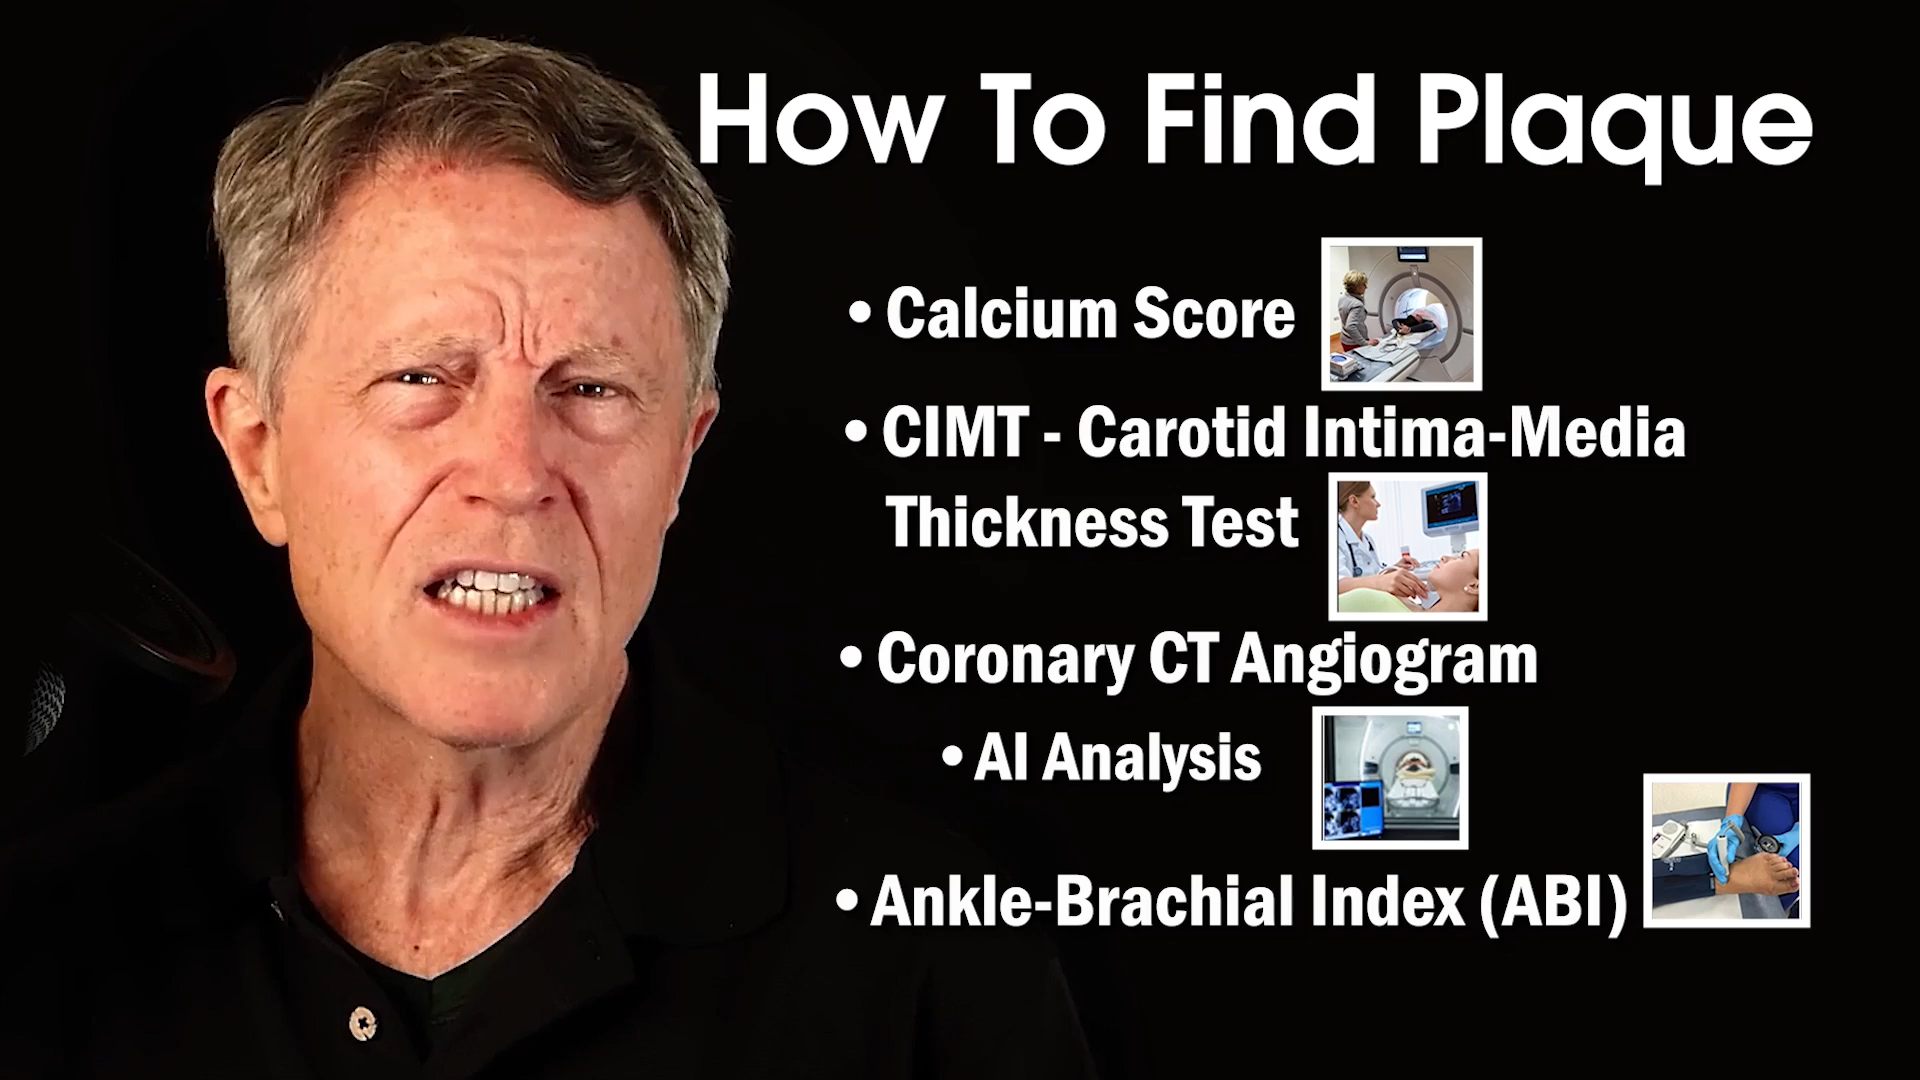 How To Find Plaque
• Calcium Score
• CIMT - Carotid Intima-Media
Thickness Test
• Coronary CT Angiogram
• AI Analysis
• Ankle-Brachial Index (ABI)